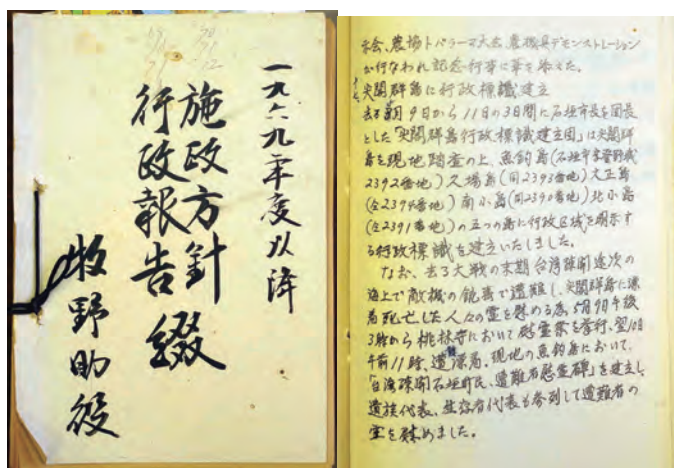 一九六九年度以降
施政方針
行政報告 綴
牧野助役
会、農協トバラーマ大会、農機具デモンストレーション
が行なわれ記念行事に華を添えた。
尖閣群島に行政標識建立
9日から11日の3日間に石垣市長を団長
とした「尖閣群島行政標識建立団」は尖閣群
島を現地踏査の上、魚釣島(石垣市字登野城
2392番地)久場島(同2393番地)大正島
(仝2394番地)南小島(同2390番地)北小島
(仝2391番地)の五つの島に行政区域を明示す
る行政標識を建立いたしました。
なお、去る大戦の末期台湾疎開途次の
海上で敵機の銃撃で遭難し、尖閣群島に漂
着死亡した人々の霊を慰める為、5月9日午後
3時から桃林寺において慰霊祭を挙行、翌10日
午前11時、遭難 現地の魚釣島において、
「台湾疎開石垣町民、遭難者慰霊碑」を建立し
遺族代表、生存者代表も参列して遭難者の
霊を慰めました。